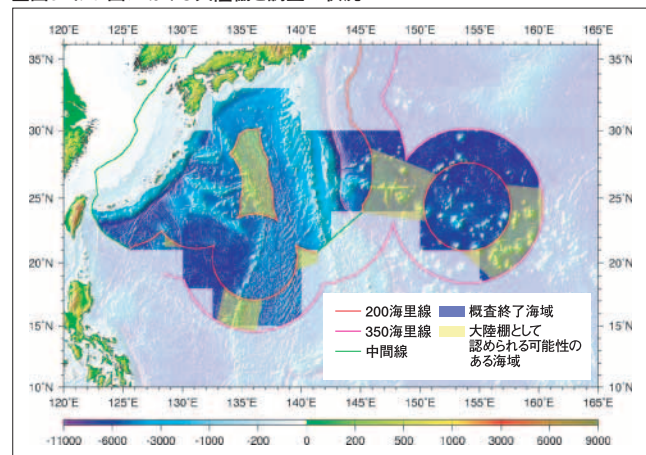 120°E 125°E 130°E 135°E 140°E 145°E 150°E 155°E 160°E 165°E
35°N 35°N
30°N 30°N
25°N 25°N
20°N 20°N
15°N 15°N
10°N 10°N
200海里線 概査終了海域
350海里線 大陸棚として
認められる可能性の
中間線 ある海域
120°E 125°E 130°E 135°E 140°E 145°E 150°E 155°E 160°E 165°E
-11000 -6000 -3000 -1000 -200 0 200 500 1000 3000 6000 9000